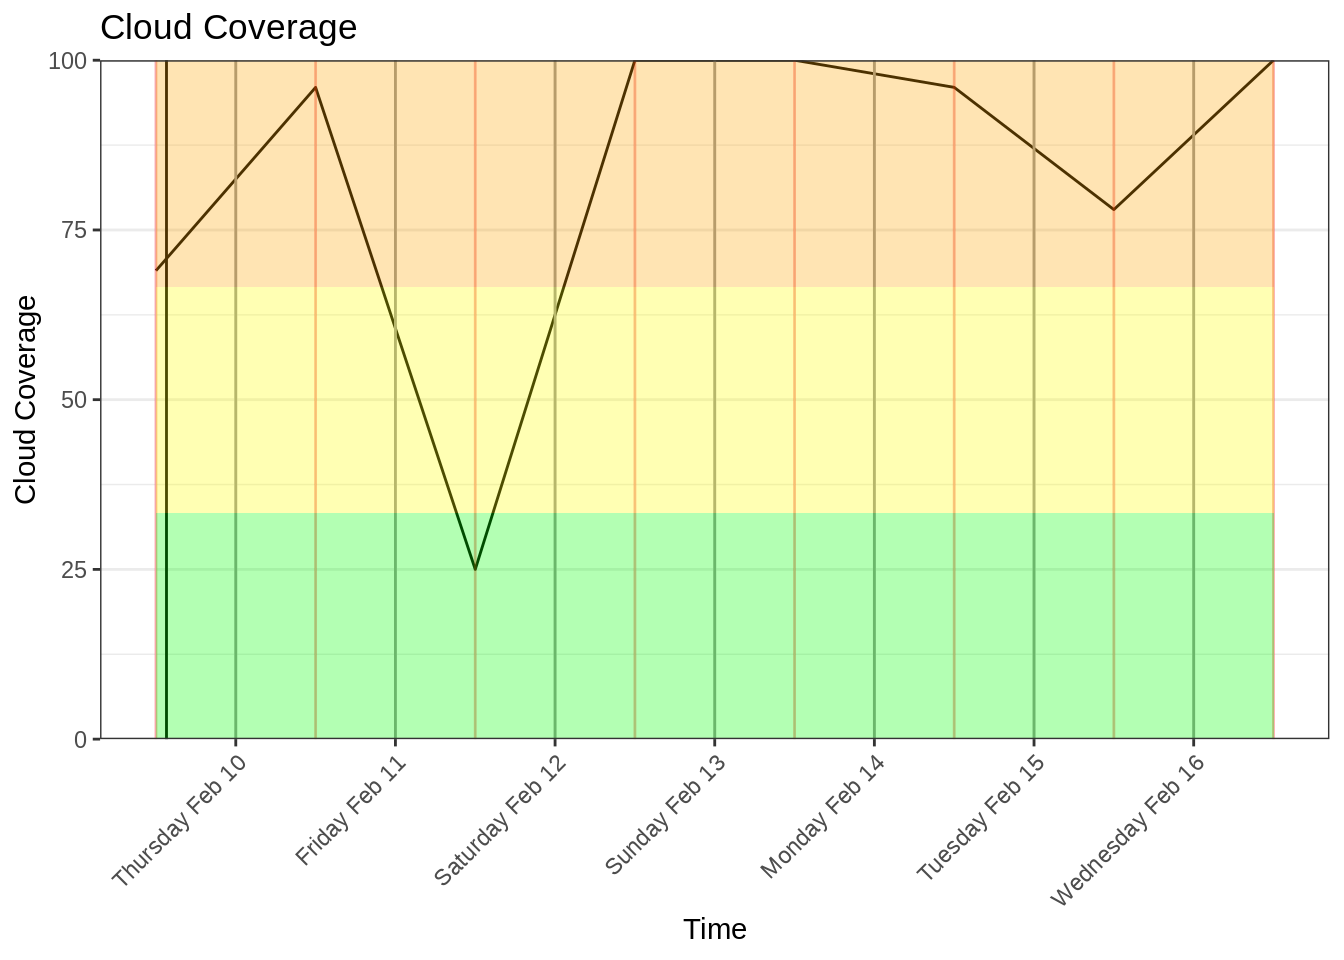 Cloud Coverage
100
75
50
25
0
Cloud Coverage
Thursday Feb 10
Friday Feb 11
Saturday Feb 12
Sunday Feb 13
Monday Feb 14
Tuesday Feb 15
Wednesday Feb 16
Time